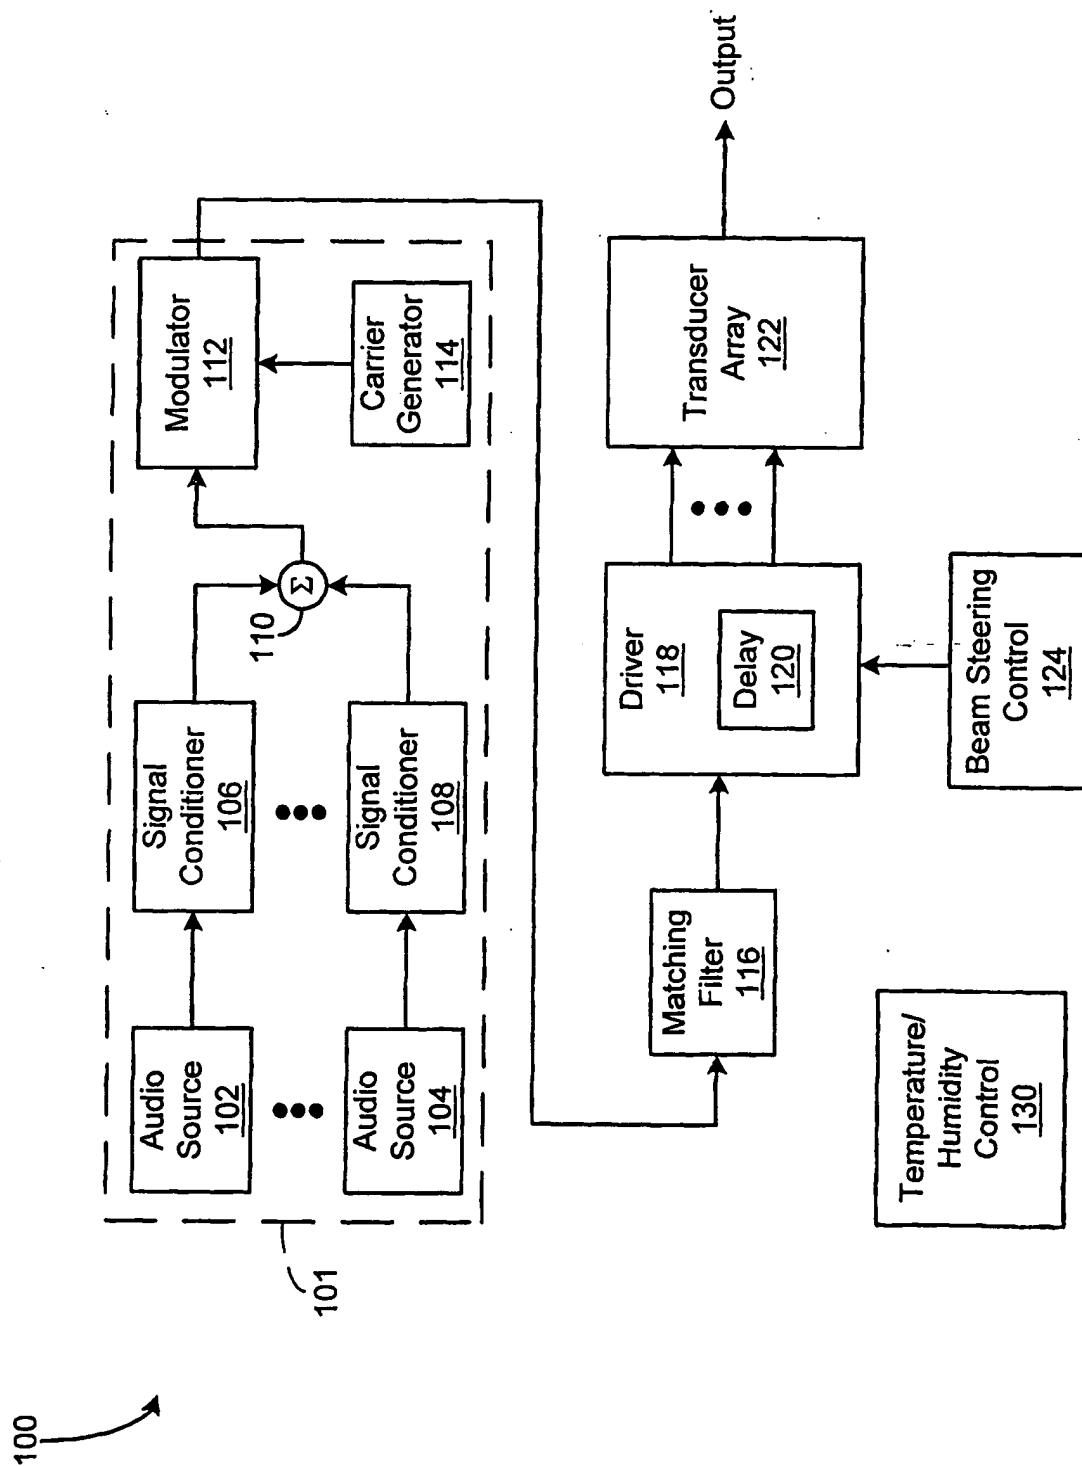 100
101
Audio
Source
102
Audio
Source
104
Signal
Conditioner
106
Signal
Conditioner
108
110
Σ
Modulator
112
Carrier
Generator
114
Matching
Filter
116
Driver
118
Delay
120
Transducer
Array
122
Output
Beam Steering
Control
124
Temperature/
Humidity
Control
130